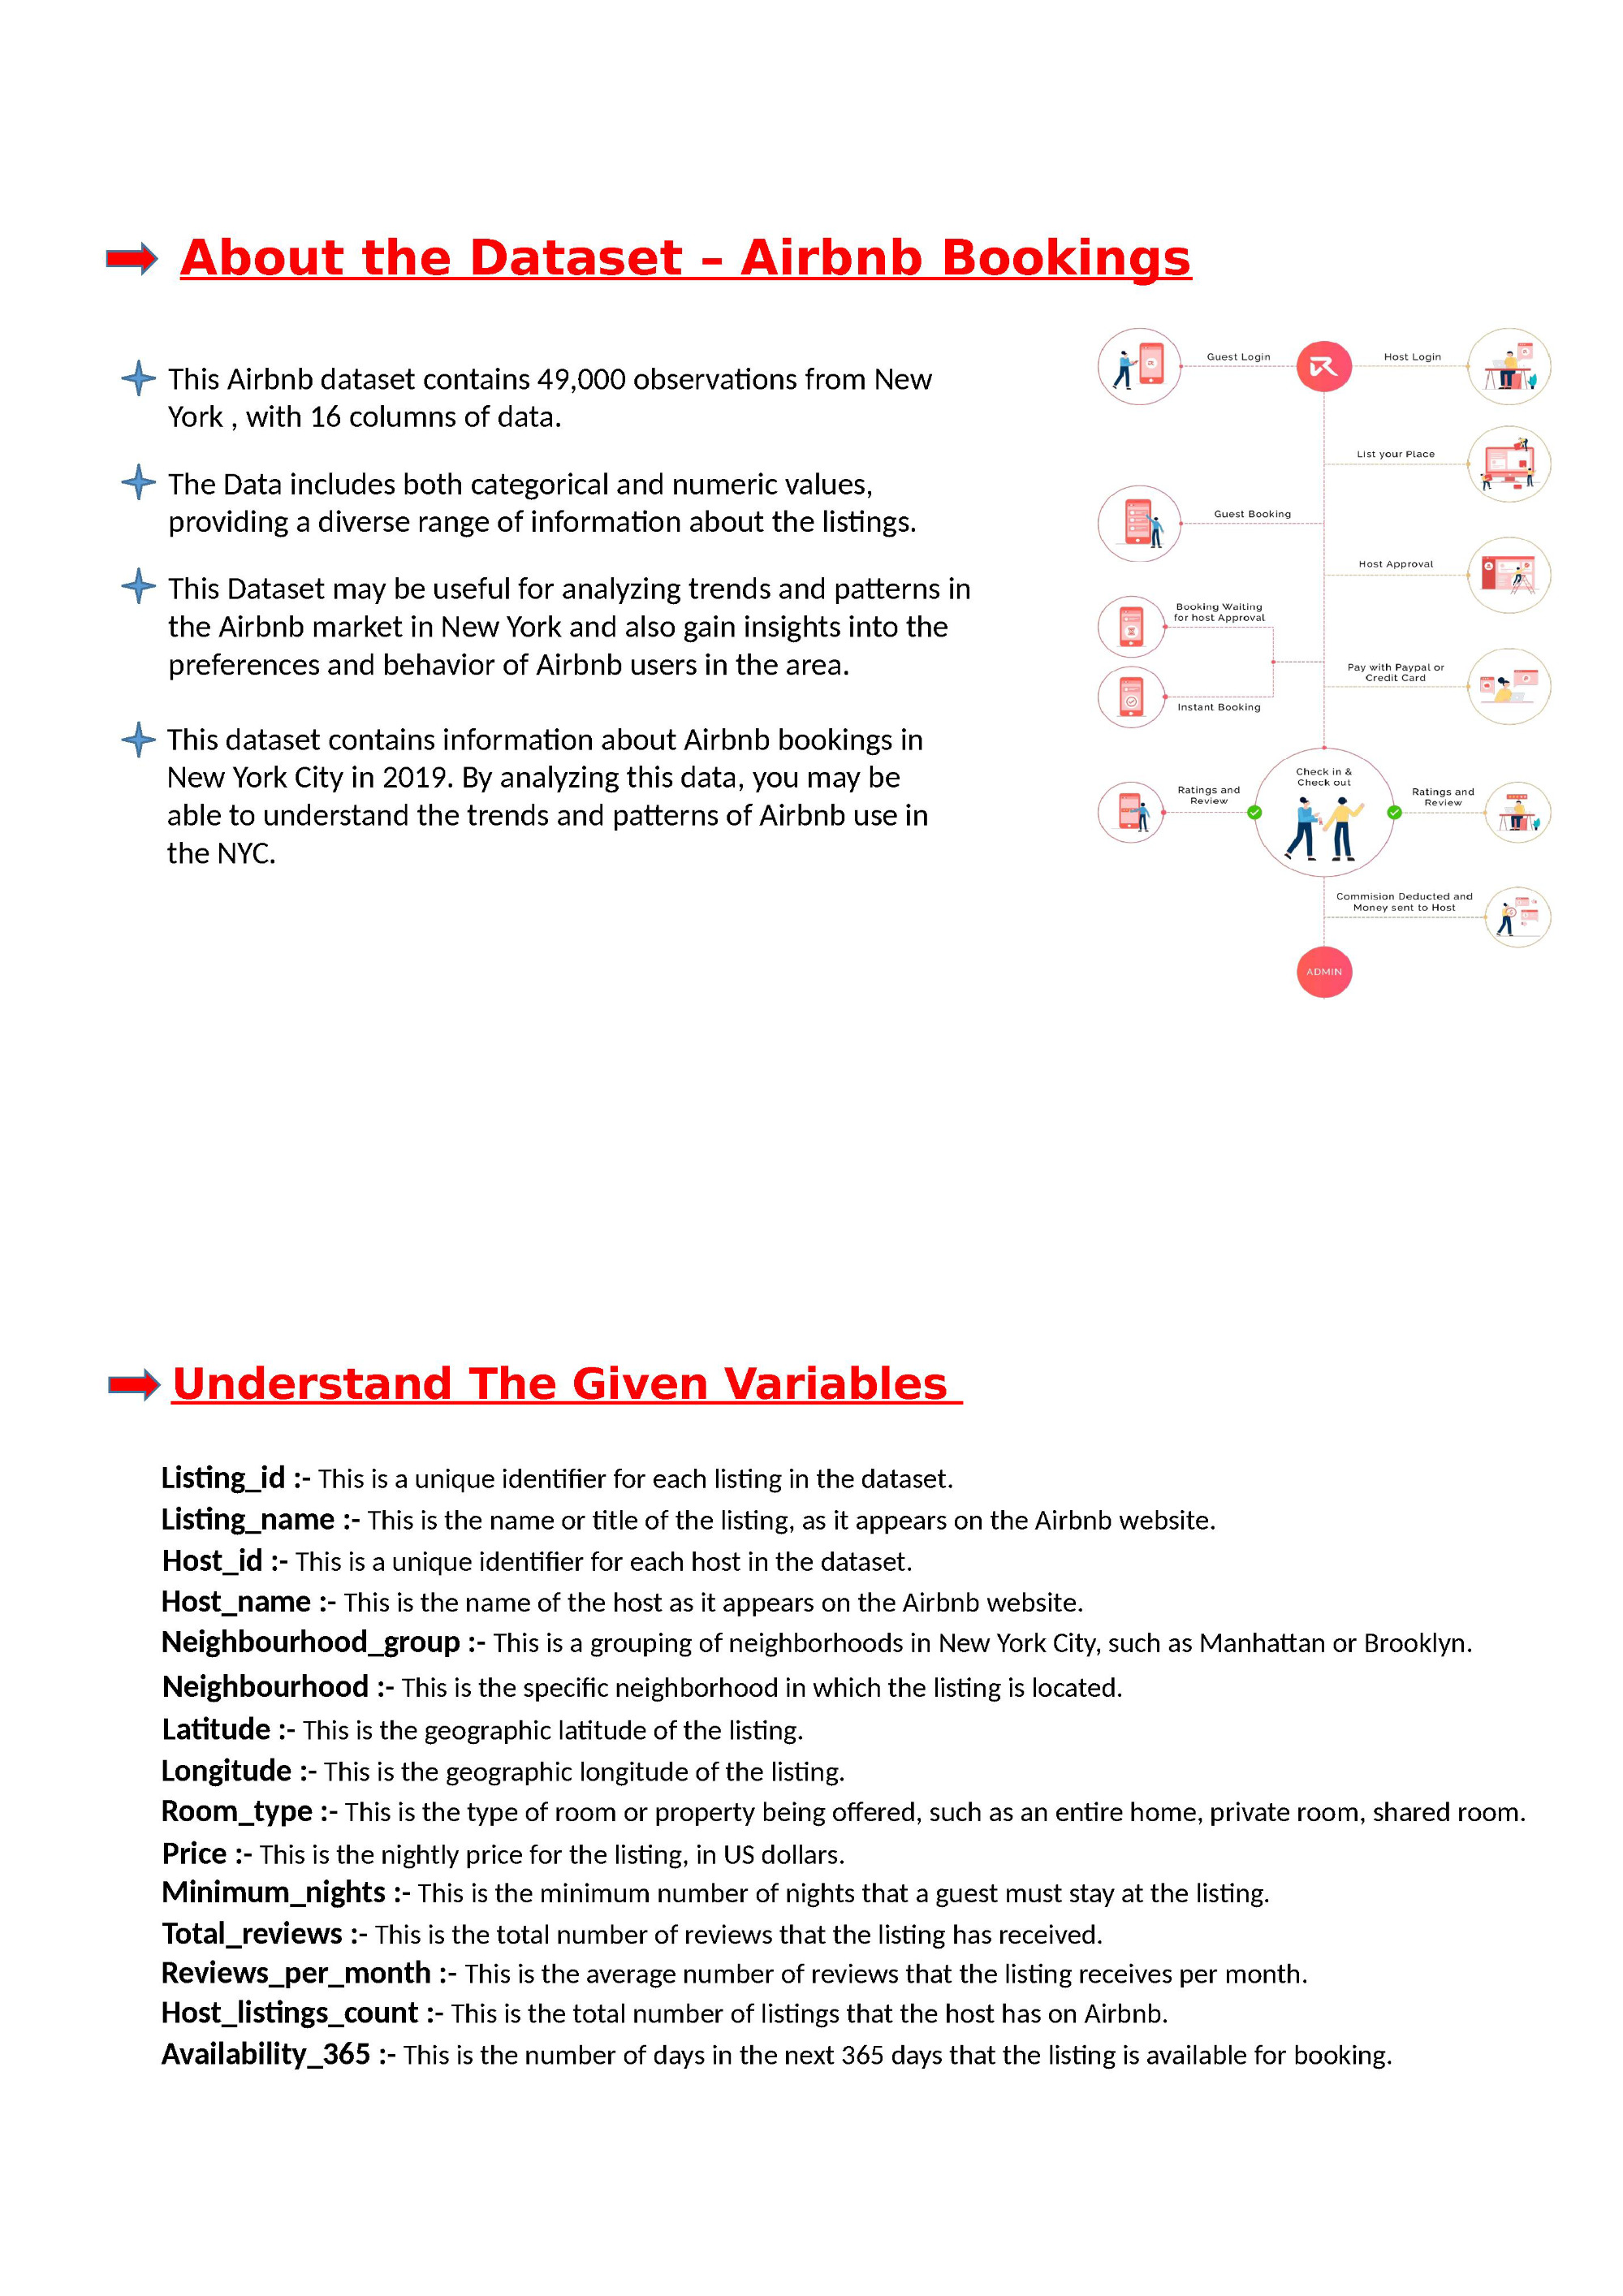 About the Dataset – Airbnb Bookings
This Airbnb dataset contains 49,000 observations from New
York , with 16 columns of data.
The Data includes both categorical and numeric values,
providing a diverse range of information about the listings.
This Dataset may be useful for analyzing trends and patterns in
the Airbnb market in New York and also gain insights into the
preferences and behavior of Airbnb users in the area.
This dataset contains information about Airbnb bookings in
New York City in 2019. By analyzing this data, you may be
able to understand the trends and patterns of Airbnb use in
the NYC.
Guest Login
Host Login
List your Place
Guest Booking
Host Approval
Booking Waiting
for host Approval
Pay with Paypal or
Credit Card
Instant Booking
Check in &
Check out
Ratings and
Review
Ratings and
Review
Commision Deducted and
Money sent to Host
ADMIN
Understand The Given Variables
Listing_id :- This is a unique identifier for each listing in the dataset.
Listing_name :- This is the name or title of the listing, as it appears on the Airbnb website.
Host_id :- This is a unique identifier for each host in the dataset.
Host_name :- This is the name of the host as it appears on the Airbnb website.
Neighbourhood_group :- This is a grouping of neighborhoods in New York City, such as Manhattan or Brooklyn.
Neighbourhood :- This is the specific neighborhood in which the listing is located.
Latitude :- This is the geographic latitude of the listing.
Longitude :- This is the geographic longitude of the listing.
Room_type :- This is the type of room or property being offered, such as an entire home, private room, shared room.
Price :- This is the nightly price for the listing, in US dollars.
Minimum_nights :- This is the minimum number of nights that a guest must stay at the listing.
Total_reviews :- This is the total number of reviews that the listing has received.
Reviews_per_month :- This is the average number of reviews that the listing receives per month.
Host_listings_count :- This is the total number of listings that the host has on Airbnb.
Availability_365 :- This is the number of days in the next 365 days that the listing is available for booking.